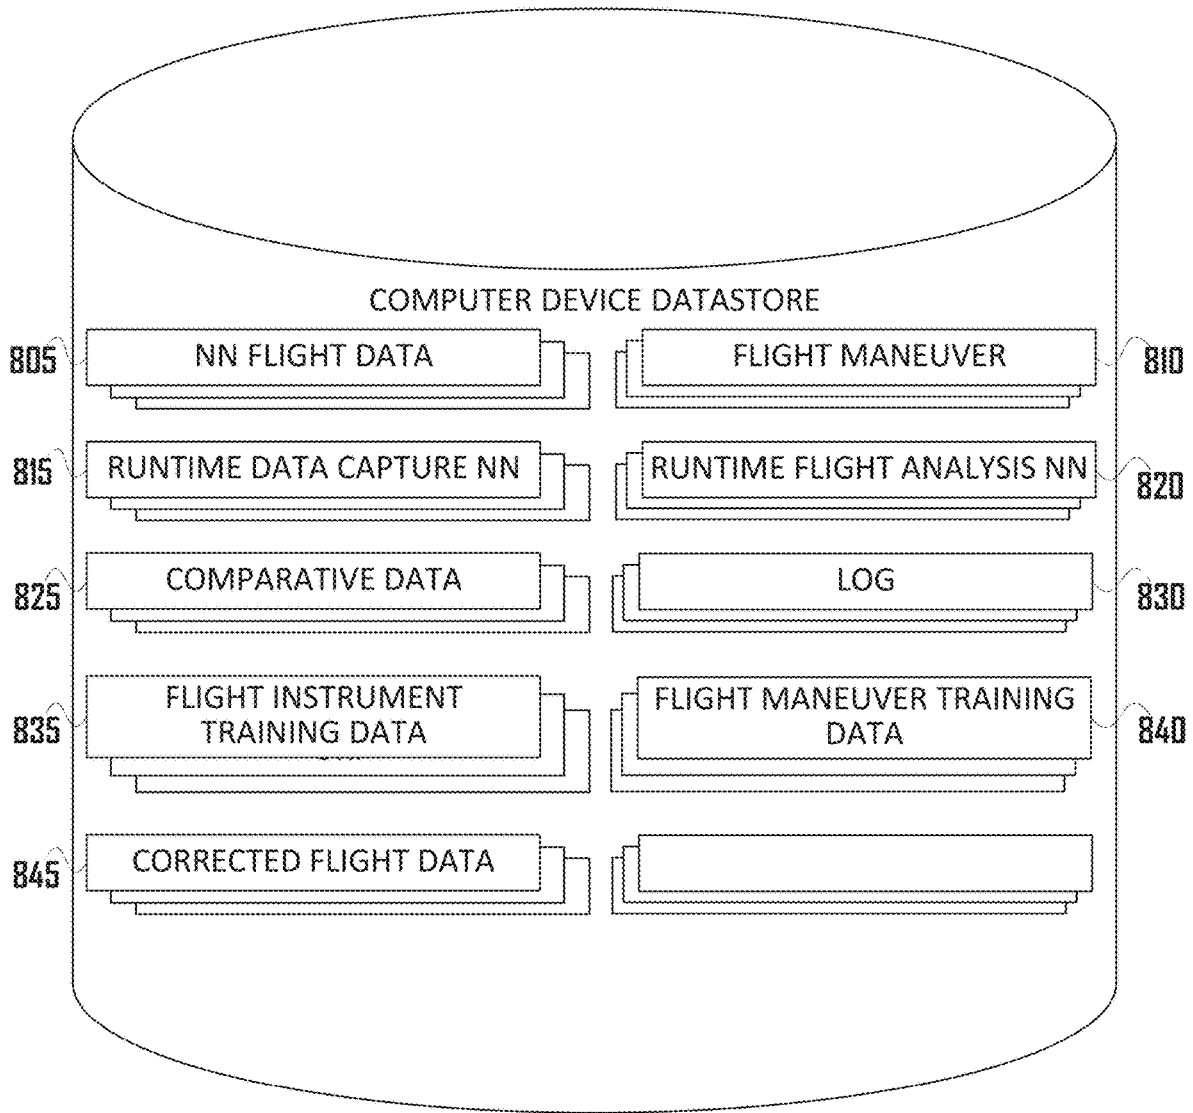 COMPUTER DEVICE DATASTORE
805 NN FLIGHT DATA FLIGHT MANEUVER 810
815 RUNTIME DATA CAPTURE NN RUNTIME FLIGHT ANALYSIS NN 820
825 COMPARATIVE DATA LOG 830
835 FLIGHT INSTRUMENT
TRAINING DATA
FLIGHT MANEUVER TRAINING
DATA 840
845 CORRECTED FLIGHT DATA